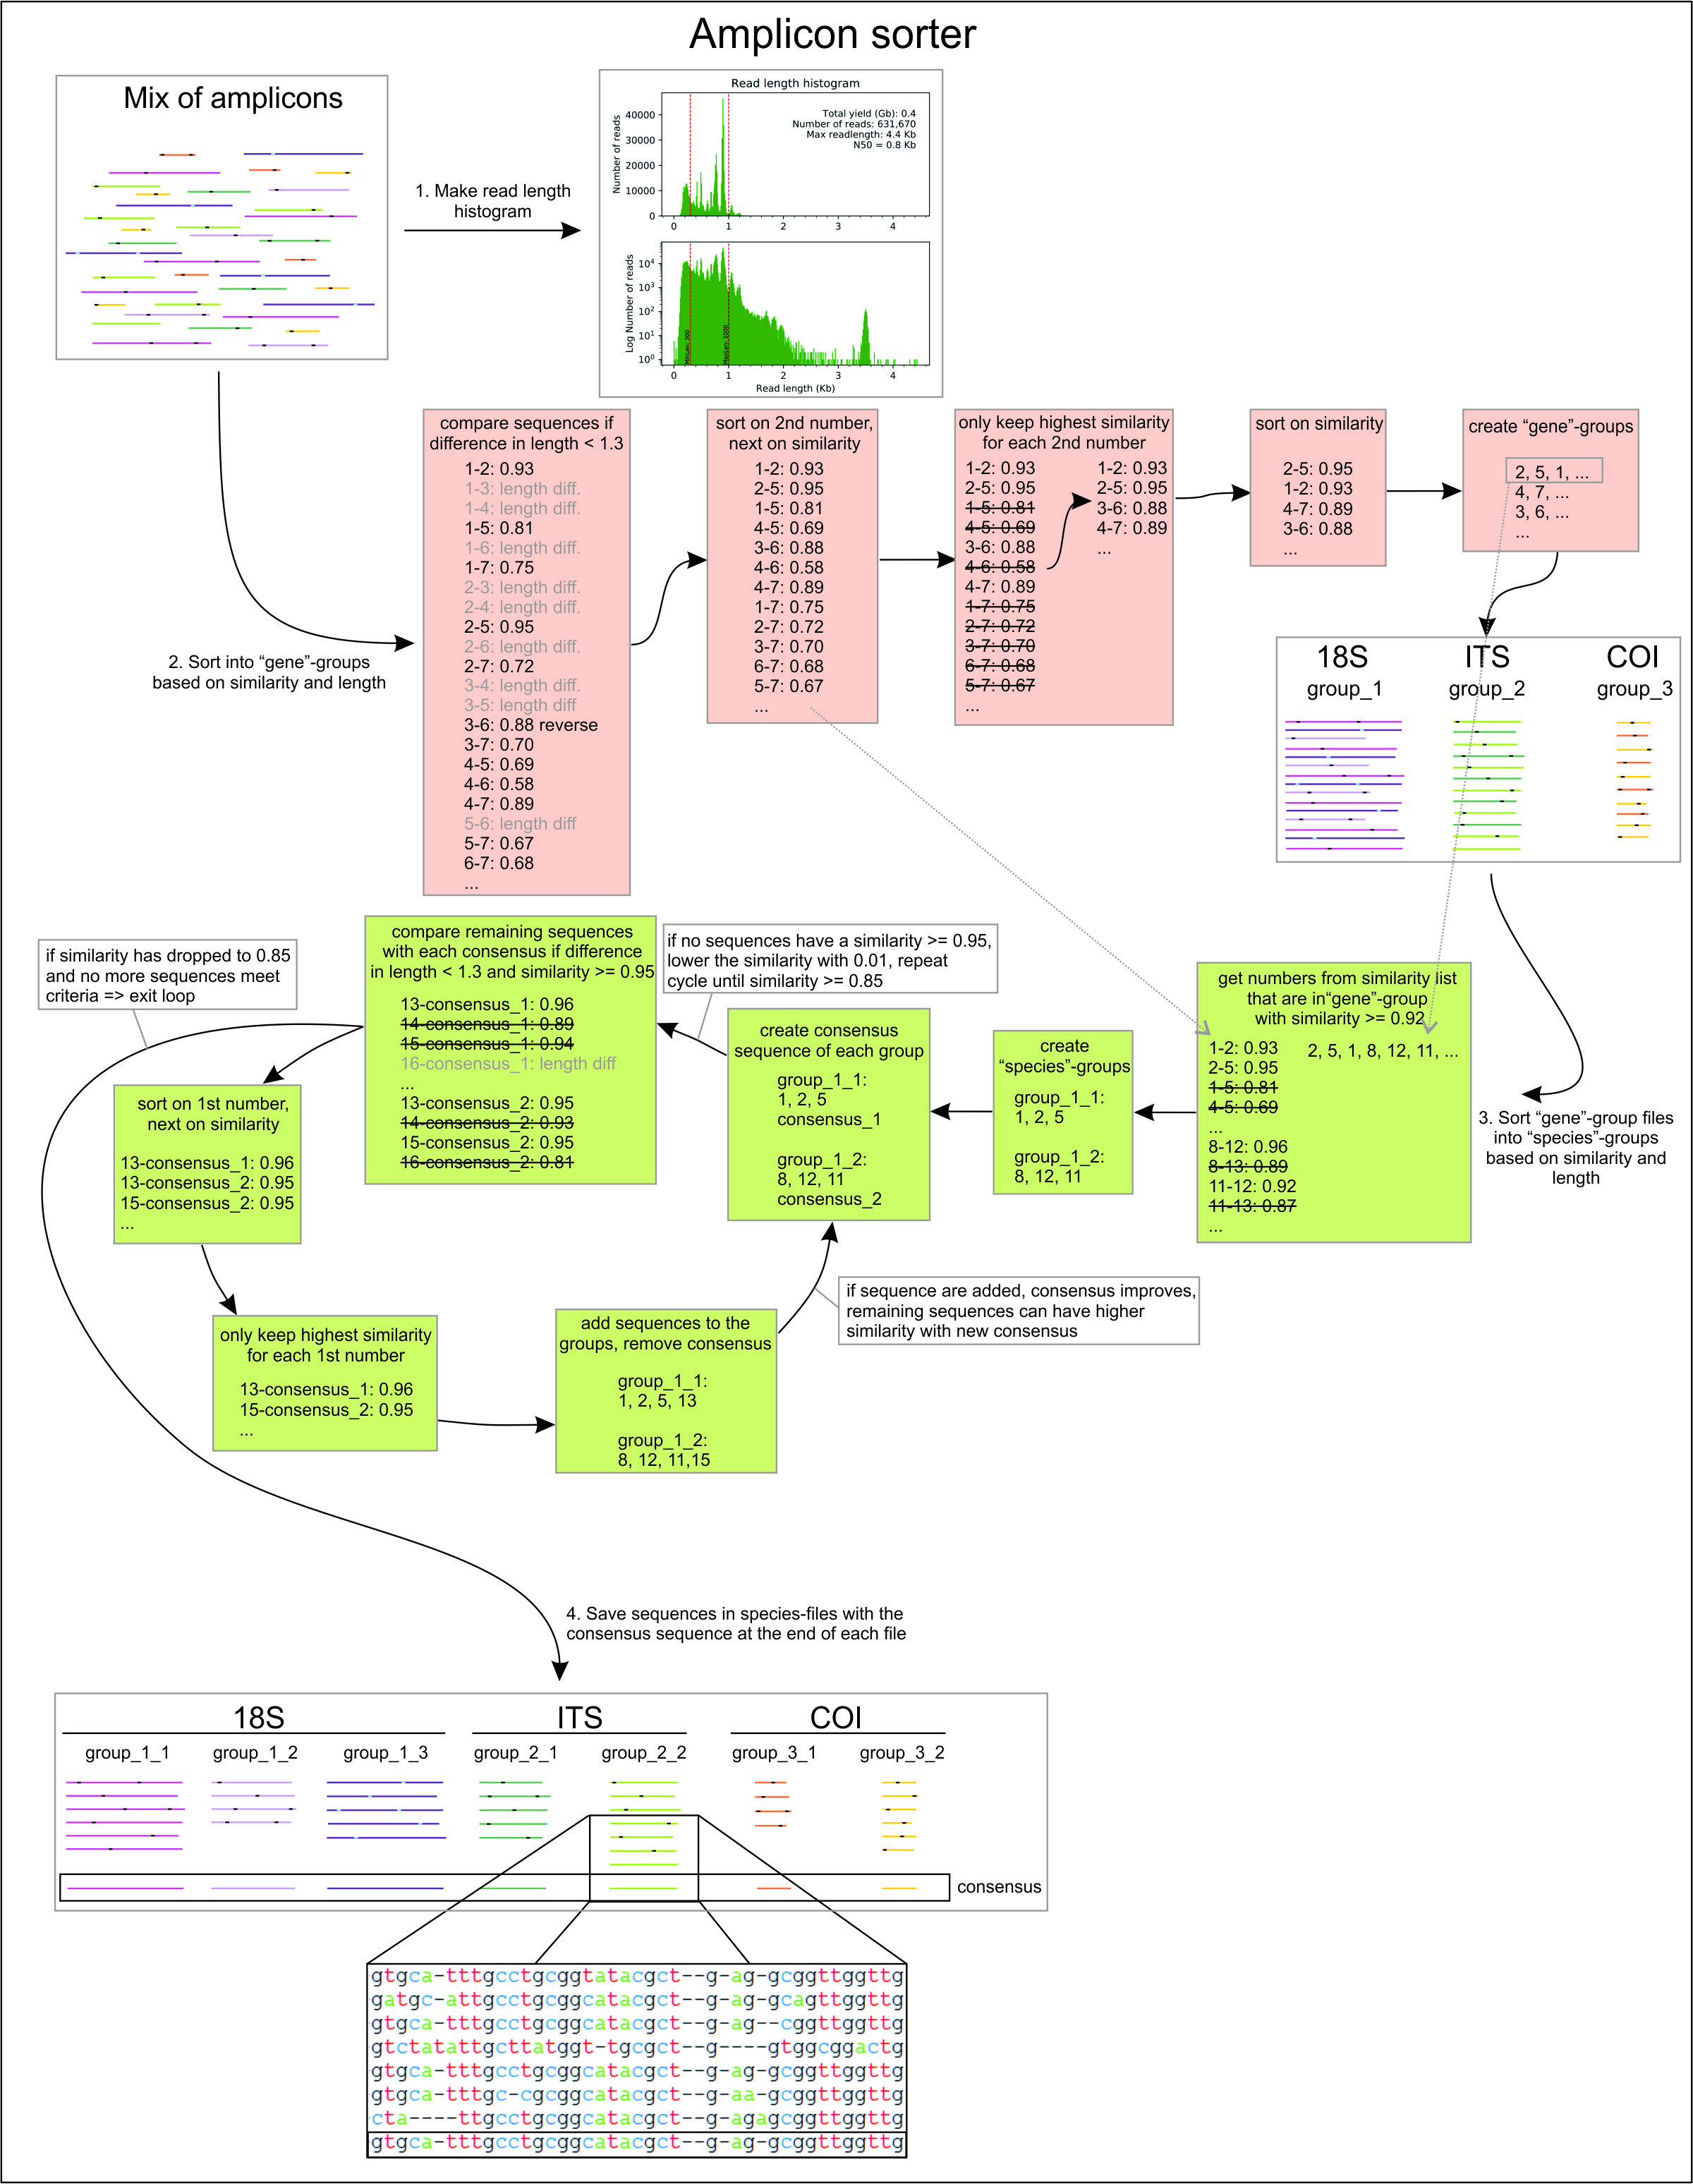 Amplicon sorter
Mix of amplicons
1. Make read length
histogram
Read length histogram
Total yield (Gb): 0.4
Number of reads: 631,670
Max readlength: 4.4 Kb
N50 = 0.8 Kb
Number of reads
40000
30000
20000
10000
0
0 1 2 3 4
Log Number of reads
10⁴
10³
10²
10¹
10⁰
MinLen: 300
MaxLen: 1000
0 1 2 3 4
Read length (Kb)
2. Sort into “gene”-groups
based on similarity and length
compare sequences if
difference in length < 1.3
1-2: 0.93
1-3: length diff.
1-4: length diff.
1-5: 0.81
1-6: length diff.
1-7: 0.75
2-3: length diff.
2-4: length diff.
2-5: 0.95
2-6: length diff.
2-7: 0.72
3-4: length diff.
3-5: length diff
3-6: 0.88 reverse
3-7: 0.70
4-5: 0.69
4-6: 0.58
4-7: 0.89
5-6: length diff
5-7: 0.67
6-7: 0.68
...
sort on 2nd number,
next on similarity
1-2: 0.93
2-5: 0.95
1-5: 0.81
4-5: 0.69
3-6: 0.88
4-6: 0.58
4-7: 0.89
1-7: 0.75
2-7: 0.72
3-7: 0.70
6-7: 0.68
5-7: 0.67
...
only keep highest similarity
for each 2nd number
1-2: 0.93
2-5: 0.95
1-5: 0.81
4-5: 0.69
3-6: 0.88
4-6: 0.58
4-7: 0.89
1-7: 0.75
2-7: 0.72
3-7: 0.70
6-7: 0.68
5-7: 0.67
...
1-2: 0.93
2-5: 0.95
3-6: 0.88
4-7: 0.89
...
sort on similarity
2-5: 0.95
1-2: 0.93
4-7: 0.89
3-6: 0.88
...
create “gene”-groups
2, 5, 1, ...
4, 7, ...
3, 6, ...
...
18S ITS COI
group_1 group_2 group_3
3. Sort “gene”-group files
into “species”-groups
based on similarity and
length
get numbers from similarity list
that are in“gene”-group
with similarity >= 0.92
1-2: 0.93
2-5: 0.95
1-5: 0.81
4-5: 0.69
...
8-12: 0.96
8-13: 0.89
11-12: 0.92
11-13: 0.87
...
2, 5, 1, 8, 12, 11, ...
create
“species”-groups
group_1_1:
1, 2, 5
group_1_2:
8, 12, 11
create consensus
sequence of each group
group_1_1:
1, 2, 5
consensus_1
group_1_2:
8, 12, 11
consensus_2
if no sequences have a similarity >= 0.95,
lower the similarity with 0.01, repeat
cycle until similarity >= 0.85
compare remaining sequences
with each consensus if difference
in length < 1.3 and similarity >= 0.95
13-consensus_1: 0.96
14-consensus_1: 0.89
15-consensus_1: 0.94
16-consensus_1: length diff
...
13-consensus_2: 0.95
14-consensus_2: 0.93
15-consensus_2: 0.95
16-consensus_2: 0.81
if similarity has dropped to 0.85
and no more sequences meet
criteria => exit loop
sort on 1st number,
next on similarity
13-consensus_1: 0.96
13-consensus_2: 0.95
15-consensus_2: 0.95
...
only keep highest similarity
for each 1st number
13-consensus_1: 0.96
15-consensus_2: 0.95
...
add sequences to the
groups, remove consensus
group_1_1:
1, 2, 5, 13
group_1_2:
8, 12, 11,15
if sequence are added, consensus improves,
remaining sequences can have higher
similarity with new consensus
4. Save sequences in species-files with the
consensus sequence at the end of each file
18S ITS COI
group_1_1 group_1_2 group_1_3 group_2_1 group_2_2 group_3_1 group_3_2
consensus
gtgca-tttgcctgcggtatacgct--g-ag-gcggttggttg
gatgc-attgcctgcggcatacgct--g-ag-gcagttggttg
gtgca-tttgcctgcggcatacgct--g-ag--cggttggttg
gtctatattgcttatggt-tgcgct--g----gtggcggactg
gtgca-tttgcctgcggcatacgct--g-ag-gcggttggttg
gtgca-tttgc-cgcggcatacgct--g-aa-gcggttggttg
cta----ttgcctgcggcatacgct--g-agagcggttggttg
gtgca-tttgcctgcggcatacgct--g-ag-gcggttggttg